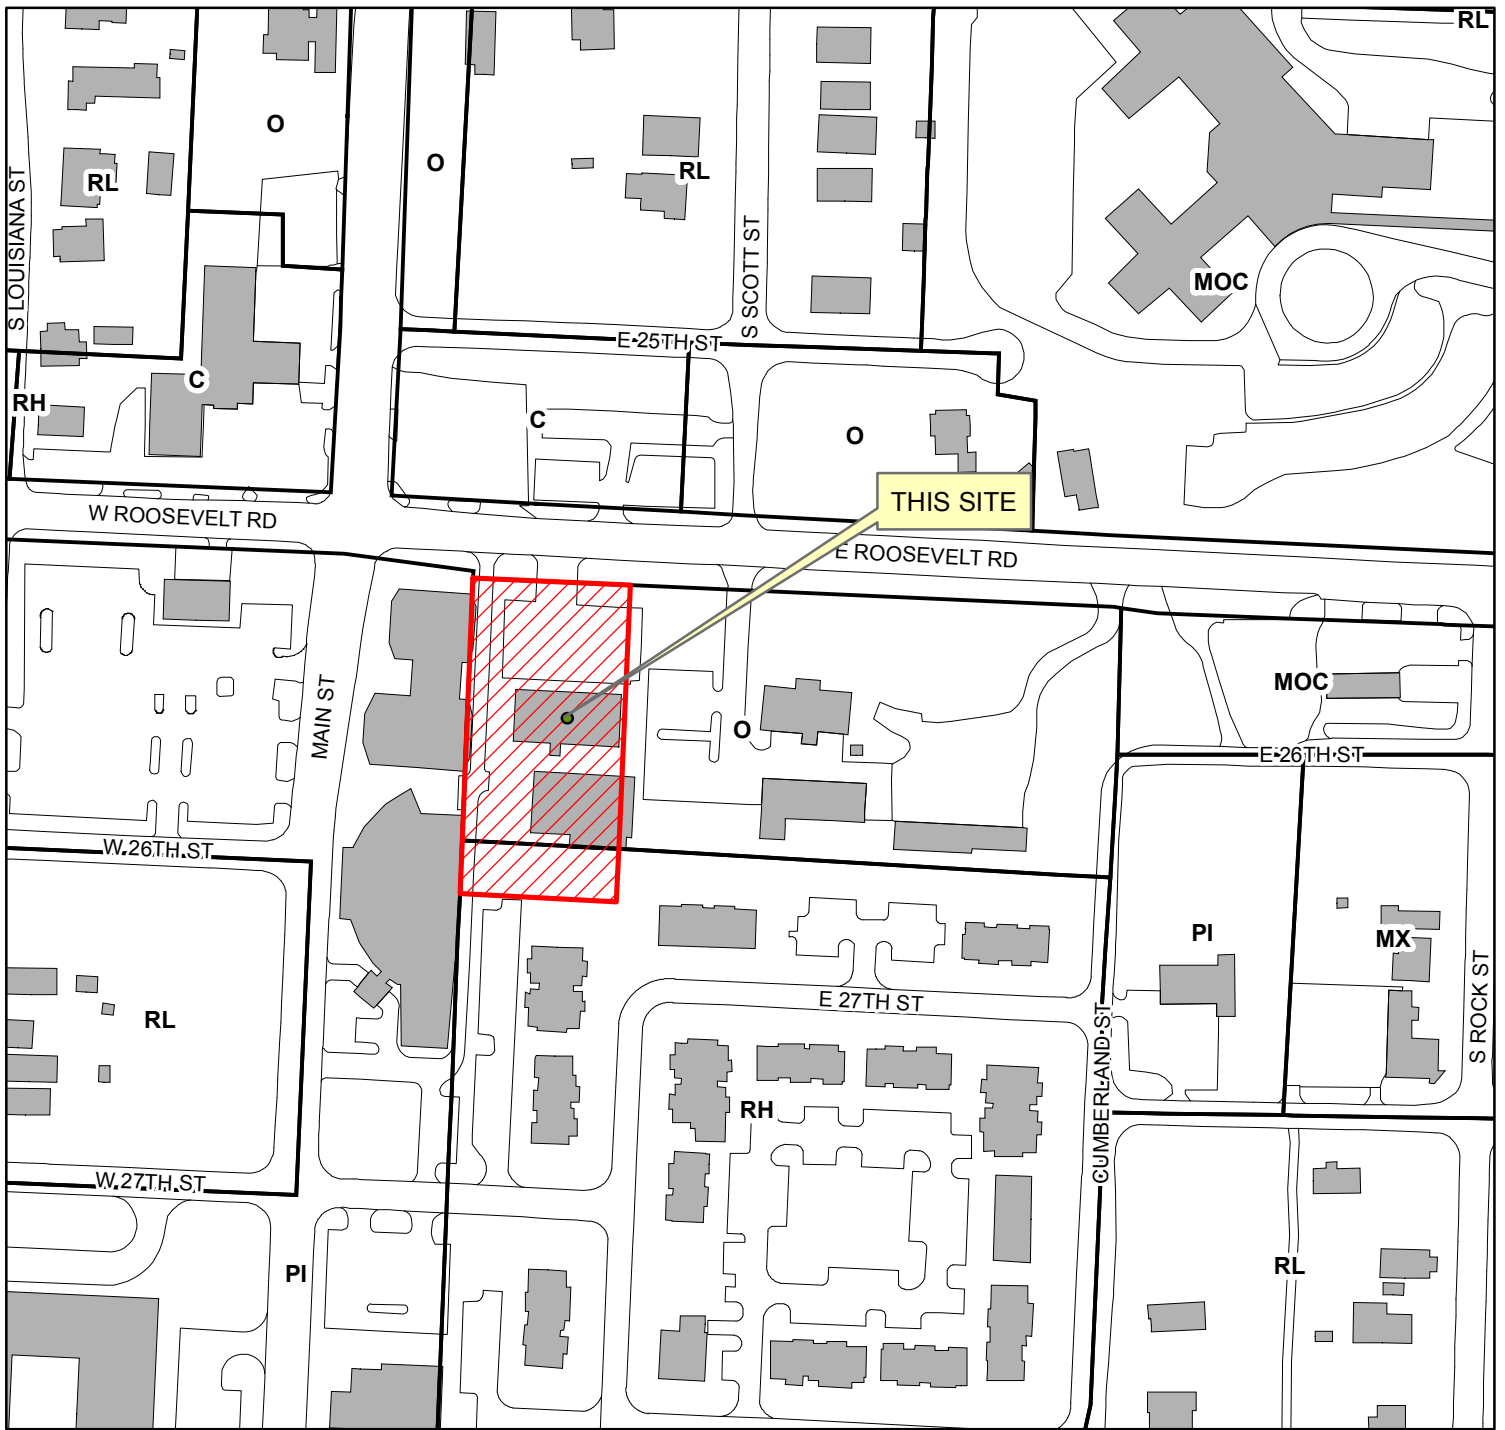 RL
O
O
RL
RL
S LOUISIANA ST
S SCOTT ST
MOC
E 25TH ST
C
RH
C
O
THIS SITE
W ROOSEVELT RD
E ROOSEVELT RD
MAIN ST
MOC
O
E 26TH ST
W 26TH ST
PI
MX
E 27TH ST
RL
S ROCK ST
CUMBERLAND ST
RH
W 27TH ST
PI
RL